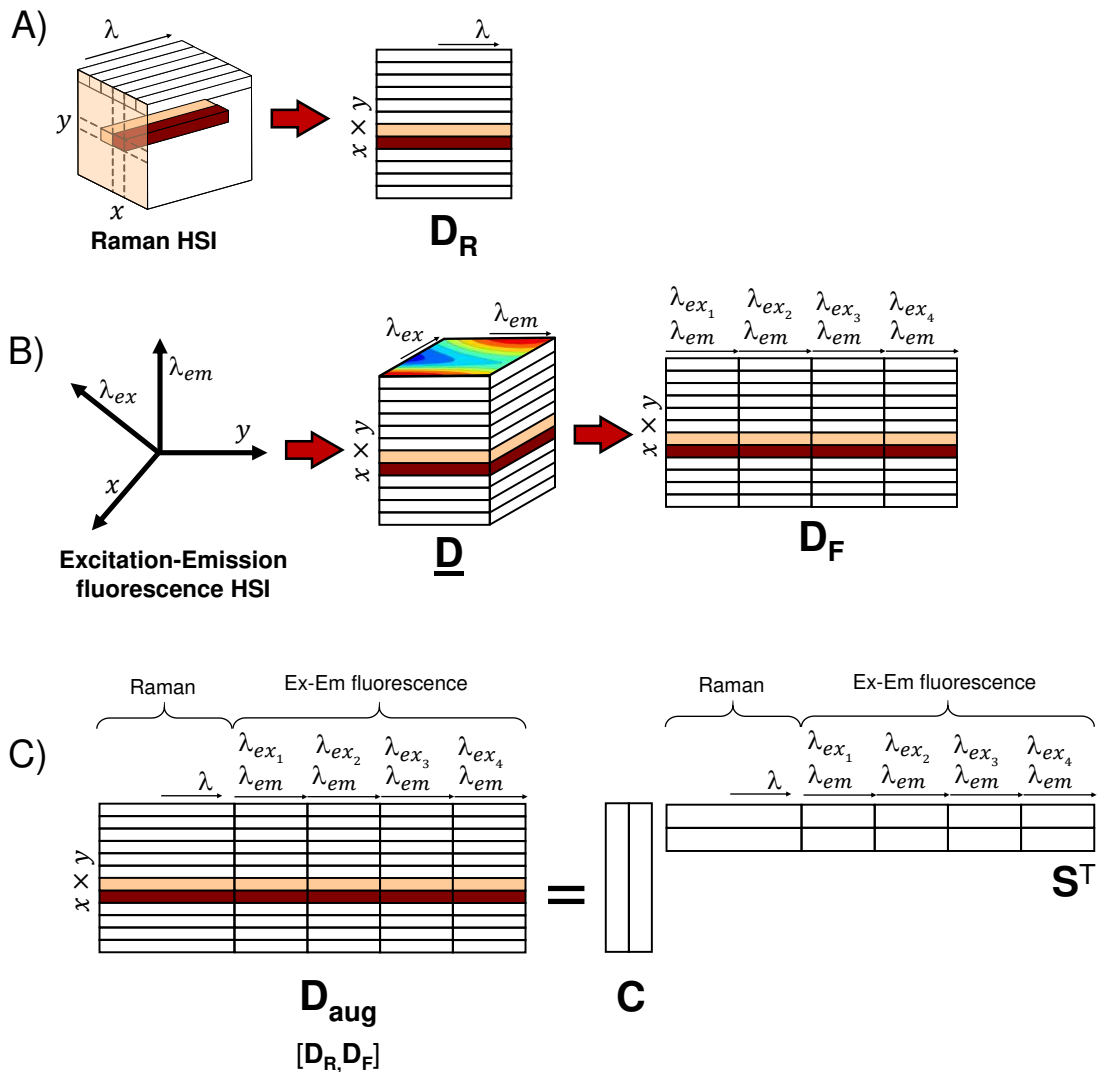 A)
λ
y
x
Raman HSI
λ
x × y
D_R
B)
λ_ex
λ_em
y
x
Excitation-Emission
fluorescence HSI
λ_ex
λ_em
x × y
D
λ_ex1 λ_ex2 λ_ex3 λ_ex4
λ_em λ_em λ_em λ_em
x × y
D_F
C)
Raman Ex-Em fluorescence
λ_ex1 λ_ex2 λ_ex3 λ_ex4
λ λ_em λ_em λ_em λ_em
x × y
D_aug
[D_R,D_F]
=
C
Raman Ex-Em fluorescence
λ_ex1 λ_ex2 λ_ex3 λ_ex4
λ λ_em λ_em λ_em λ_em
S^T